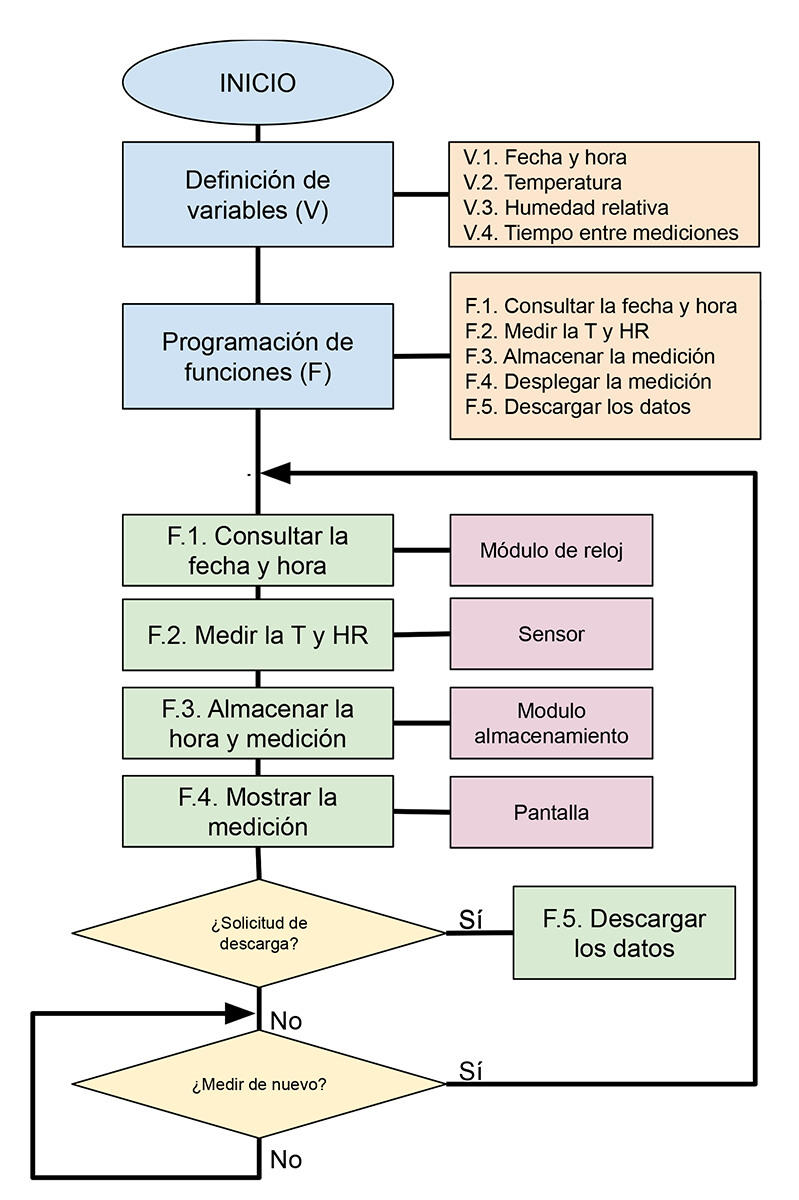 INICIO
Definición de
variables (V)
V.1. Fecha y hora
V.2. Temperatura
V.3. Humedad relativa
V.4. Tiempo entre mediciones
Programación de
funciones (F)
F.1. Consultar la fecha y hora
F.2. Medir la T y HR
F.3. Almacenar la medición
F.4. Desplegar la medición
F.5. Descargar los datos
F.1. Consultar la
fecha y hora
Módulo de reloj
F.2. Medir la T y HR
Sensor
F.3. Almacenar la
hora y medición
Modulo
almacenamiento
F.4. Mostrar la
medición
Pantalla
¿Solicitud de
descarga?
Sí
F.5. Descargar
los datos
No
¿Medir de nuevo?
Sí
No